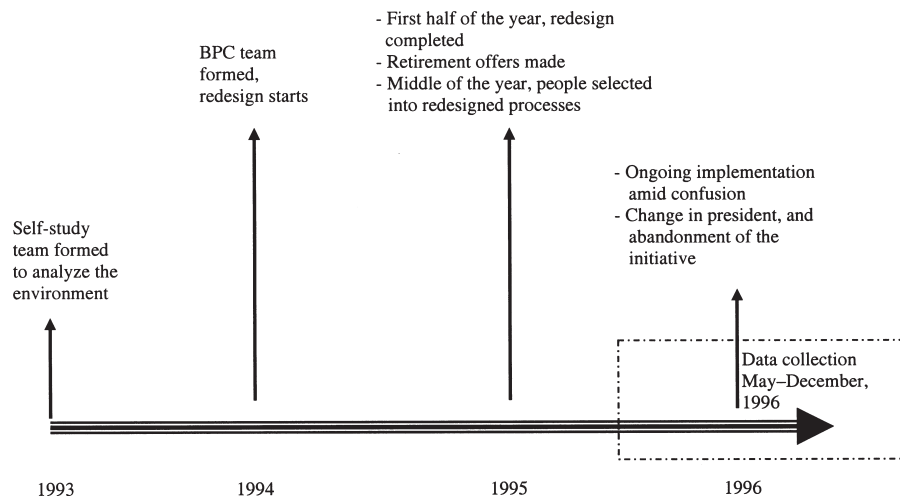 Self-study
team formed
to analyze the
environment
BPC team
formed,
redesign starts
- First half of the year, redesign
completed
- Retirement offers made
- Middle of the year, people selected
into redesigned processes
- Ongoing implementation
amid confusion
- Change in president, and
abandonment of the
initiative
Data collection
May–December,
1996
1993
1994
1995
1996